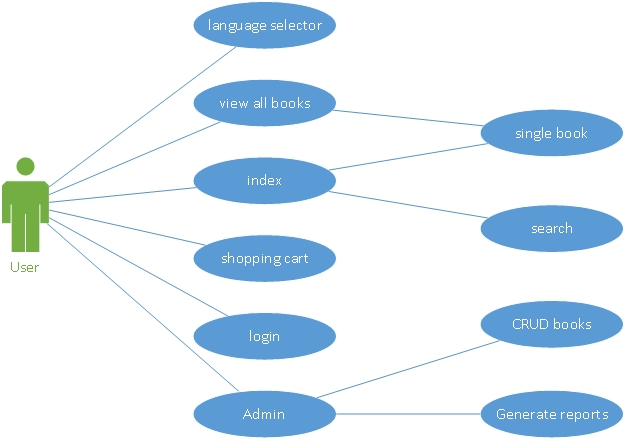 language selector
view all books
single book
index
search
User
shopping cart
CRUD books
login
Admin
Generate reports